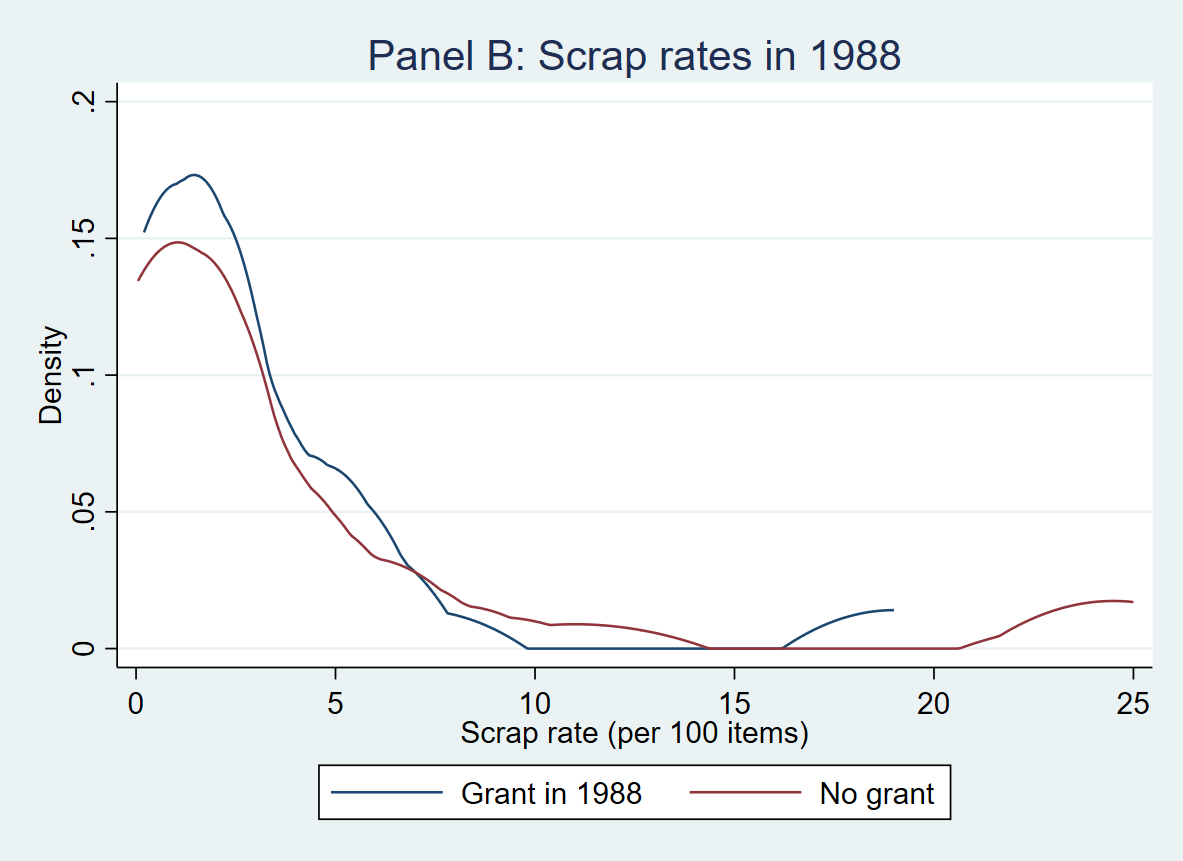 Panel B: Scrap rates in 1988
Density
.2
.15
.1
.05
0
0 5 10 15 20 25
Scrap rate (per 100 items)
Grant in 1988 No grant